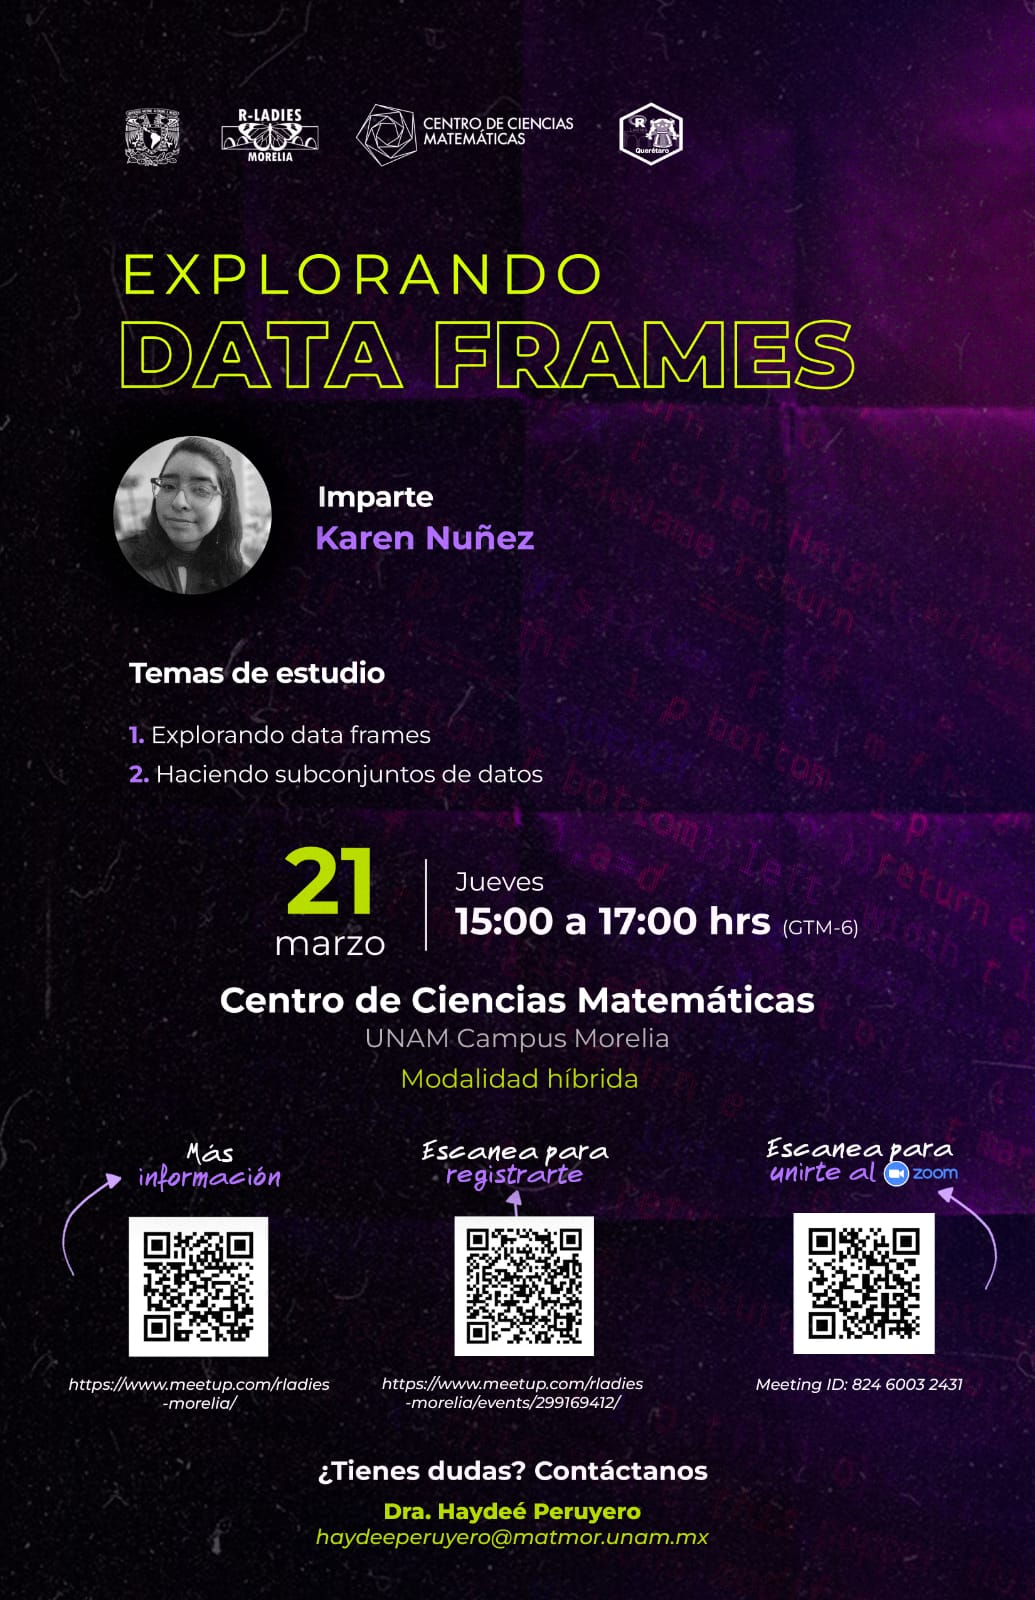 R-LADIES
MORELIA
CENTRO DE CIENCIAS
MATEMÁTICAS
R
Querétaro
EXPLORANDO
DATA FRAMES
Imparte
Karen Nuñez
Temas de estudio
1. Explorando data frames
2. Haciendo subconjuntos de datos
21
marzo
Jueves
15:00 a 17:00 hrs (GTM-6)
Centro de Ciencias Matemáticas
UNAM Campus Morelia
Modalidad híbrida
Más
información
Escanea para
registrarte
Escanea para
unirte al zoom
https://www.meetup.com/rladies
-morelia/
https://www.meetup.com/rladies
-morelia/events/299169412/
Meeting ID: 824 6003 2431
¿Tienes dudas? Contáctanos
Dra. Haydeé Peruyero
haydeeperuyero@matmor.unam.mx